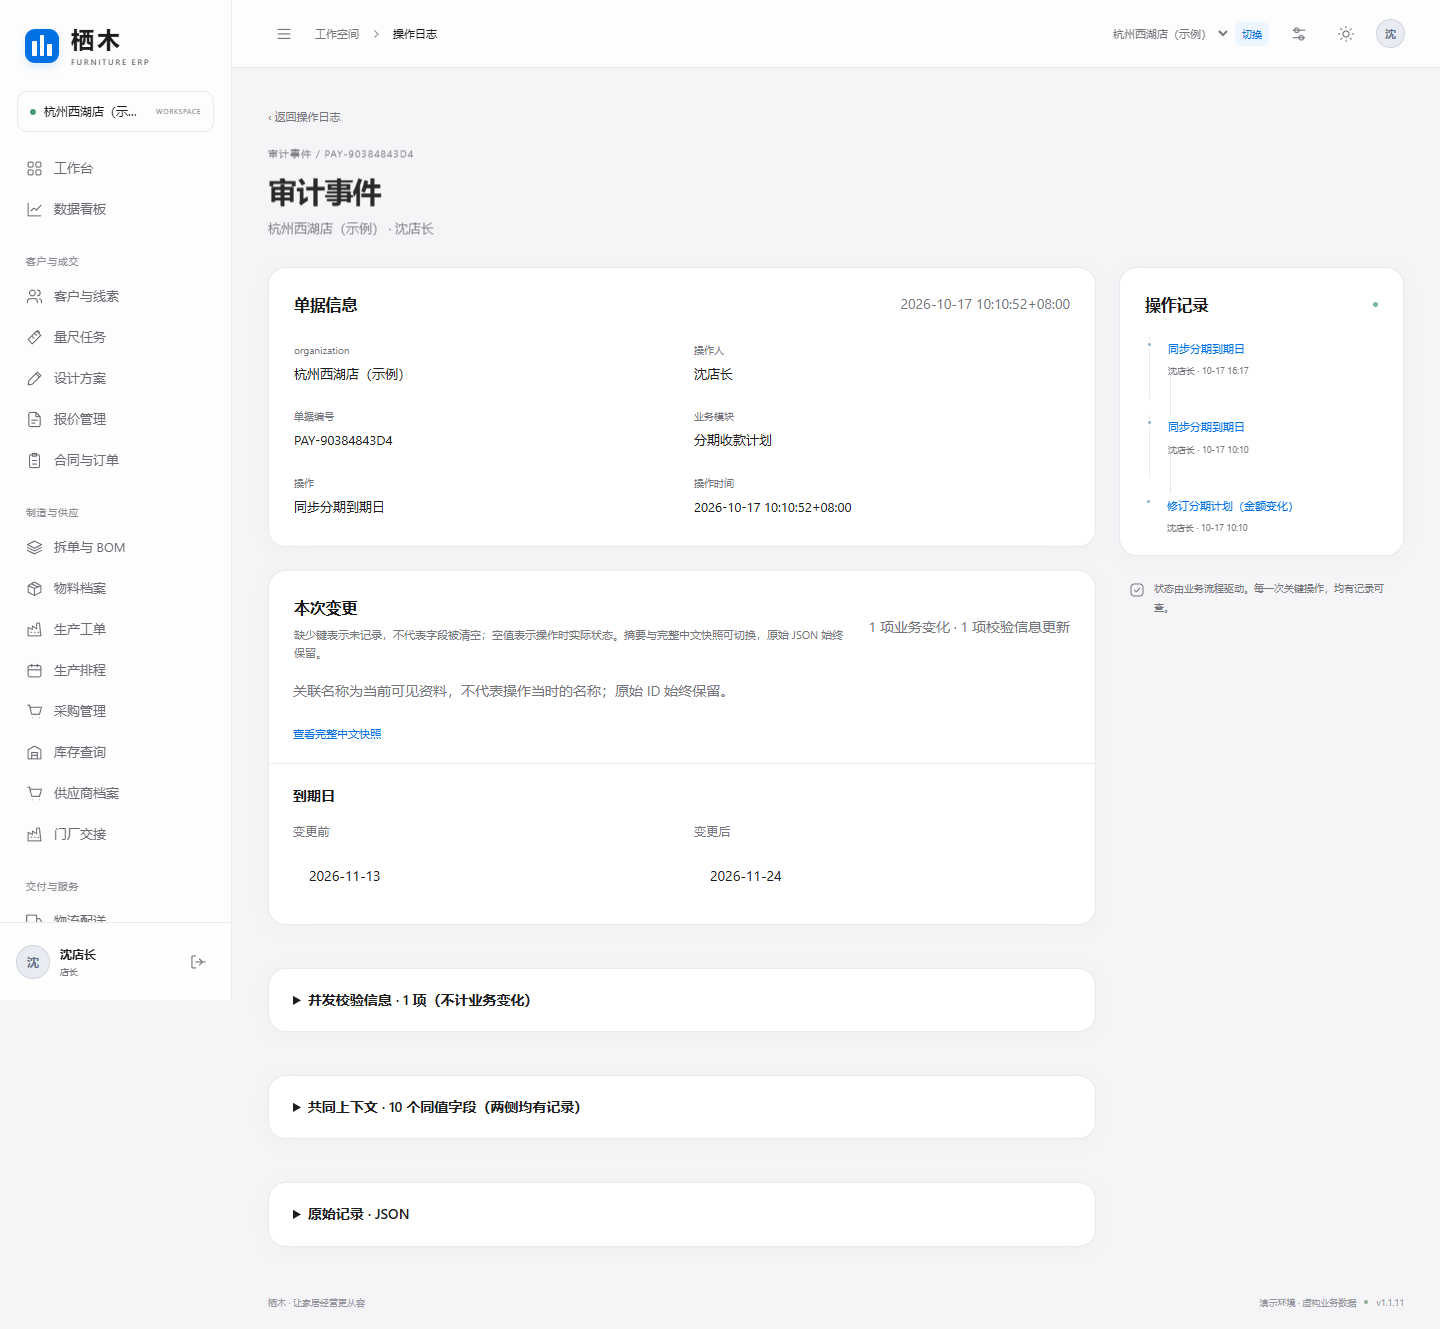 栖木
FURNITURE ERP
杭州西湖店（示...
WORKSPACE
工作台
数据看板
客户与成交
客户与线索
量尺任务
设计方案
报价管理
合同与订单
制造与供应
拆单与 BOM
物料档案
生产工单
生产排程
采购管理
库存查询
供应商档案
门厂交接
交付与服务
物流配送
沈
沈店长
店长
工作空间
操作日志
杭州西湖店（示例）
切换
沈
‹ 返回操作日志
审计事件 / PAY-90384843D4
审计事件
杭州西湖店（示例） · 沈店长
单据信息
2026-10-17 10:10:52+08:00
organization
杭州西湖店（示例）
操作人
沈店长
单据编号
PAY-90384843D4
业务模块
分期收款计划
操作
同步分期到期日
操作时间
2026-10-17 10:10:52+08:00
本次变更
缺少键表示未记录，不代表字段被清空；空值表示操作时实际状态。摘要与完整中文快照可切换，原始 JSON 始终
保留。
1 项业务变化 · 1 项校验信息更新
关联名称为当前可见资料，不代表操作当时的名称；原始 ID 始终保留。
查看完整中文快照
到期日
变更前
变更后
2026-11-13
2026-11-24
▶ 并发校验信息 · 1 项（不计业务变化）
▶ 共同上下文 · 10 个同值字段（两侧均有记录）
▶ 原始记录 · JSON
操作记录
同步分期到期日
沈店长 · 10-17 16:17
同步分期到期日
沈店长 · 10-17 10:10
修订分期计划（金额变化）
沈店长 · 10-17 10:10
状态由业务流程驱动。每一次关键操作，均有记录可
查。
栖木 · 让家居经营更从容
演示环境 · 虚构业务数据
v1.1.11